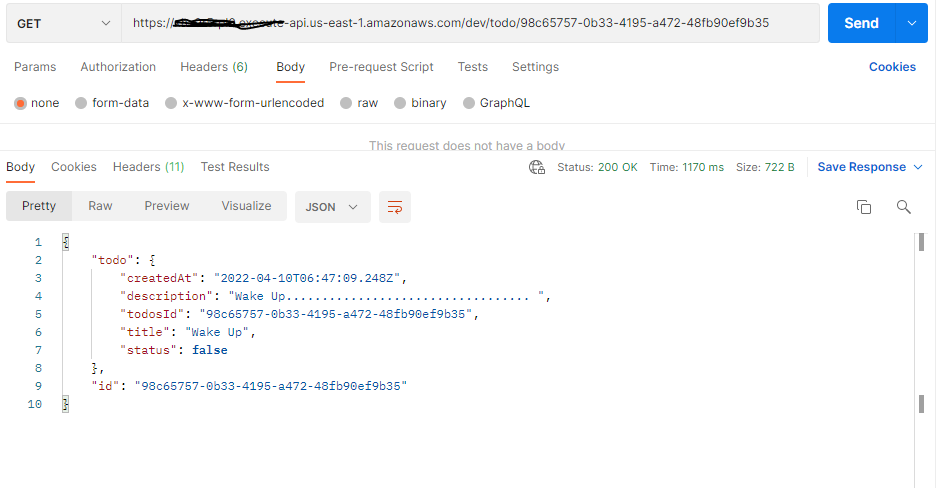 GET https://-api.us-east-1.amazonaws.com/dev/todo/98c65757-0b33-4195-a472-48fb90ef9b35 Send
Params Authorization Headers (6) Body Pre-request Script Tests Settings Cookies
none form-data x-www-form-urlencoded raw binary GraphQL
This request does not have a body
Body Cookies Headers (11) Test Results Status: 200 OK Time: 1170 ms Size: 722 B Save Response
Pretty Raw Preview Visualize JSON
1 {
2 "todo": {
3 "createdAt": "2022-04-10T06:47:09.248Z",
4 "description": "Wake Up.................................. ",
5 "todosId": "98c65757-0b33-4195-a472-48fb90ef9b35",
6 "title": "Wake Up",
7 "status": false
8 },
9 "id": "98c65757-0b33-4195-a472-48fb90ef9b35"
10 }